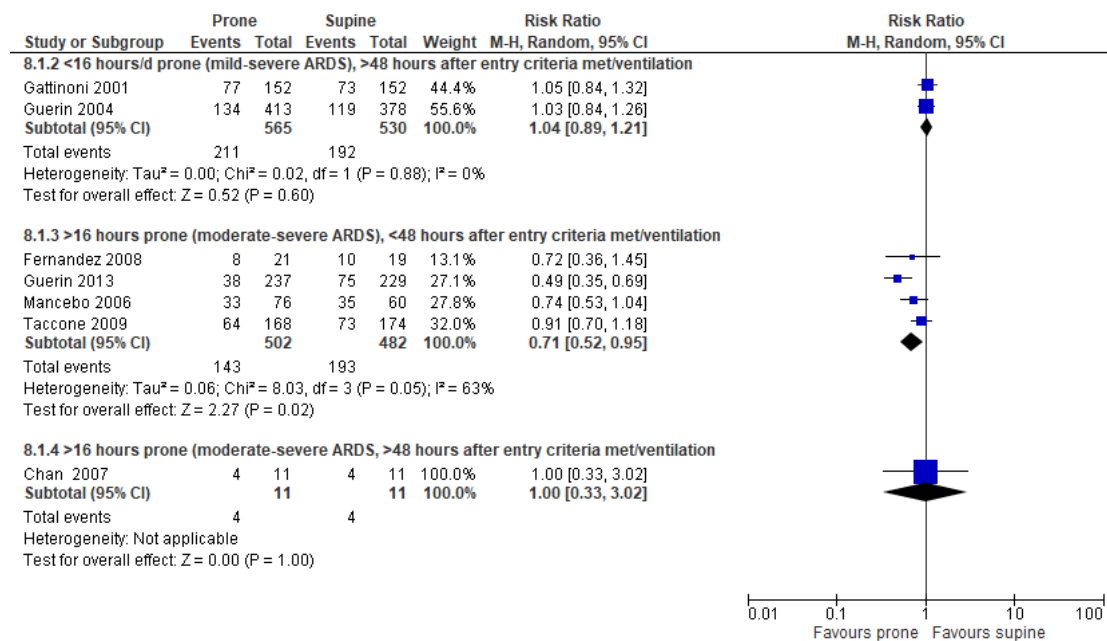 Prone Supine Risk Ratio Risk Ratio
Study or Subgroup Events Total Events Total Weight M-H, Random, 95% CI M-H, Random, 95% CI
8.1.2 <16 hours/d prone (mild-severe ARDS), >48 hours after entry criteria met/ventilation
Gattinoni 2001 77 152 73 152 44.4% 1.05 [0.84, 1.32]
Guerin 2004 134 413 119 378 55.6% 1.03 [0.84, 1.26]
Subtotal (95% CI) 565 530 100.0% 1.04 [0.89, 1.21]
Total events 211 192
Heterogeneity: Tau² = 0.00; Chi² = 0.02, df = 1 (P = 0.88); I² = 0%
Test for overall effect: Z = 0.52 (P = 0.60)
8.1.3 >16 hours prone (moderate-severe ARDS), <48 hours after entry criteria met/ventilation
Fernandez 2008 8 21 10 19 13.1% 0.72 [0.36, 1.45]
Guerin 2013 38 237 75 229 27.1% 0.49 [0.35, 0.69]
Mancebo 2006 33 76 35 60 27.8% 0.74 [0.53, 1.04]
Taccone 2009 64 168 73 174 32.0% 0.91 [0.70, 1.18]
Subtotal (95% CI) 502 482 100.0% 0.71 [0.52, 0.95]
Total events 143 193
Heterogeneity: Tau² = 0.06; Chi² = 8.03, df = 3 (P = 0.05); I² = 63%
Test for overall effect: Z = 2.27 (P = 0.02)
8.1.4 >16 hours prone (moderate-severe ARDS, >48 hours after entry criteria met/ventilation
Chan 2007 4 11 4 11 100.0% 1.00 [0.33, 3.02]
Subtotal (95% CI) 11 11 100.0% 1.00 [0.33, 3.02]
Total events 4 4
Heterogeneity: Not applicable
Test for overall effect: Z = 0.00 (P = 1.00)
0.01 0.1 1 10 100
Favours prone Favours supine